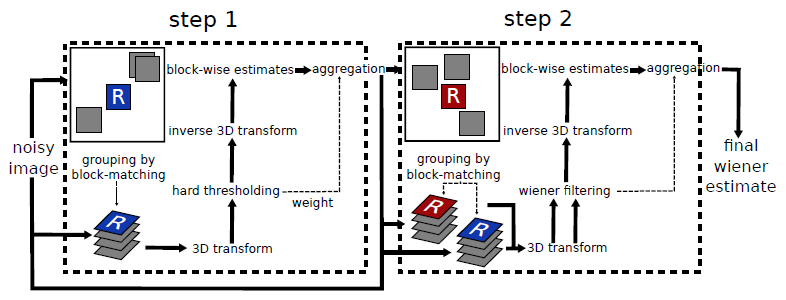 step 1
step 2
R
block-wise estimates
aggregation
R
block-wise estimates
aggregation
inverse 3D transform
inverse 3D transform
noisy
image
grouping by
block-matching
grouping by
block-matching
final
wiener
estimate
hard thresholding
weight
wiener filtering
R
R
R
3D transform
3D transform